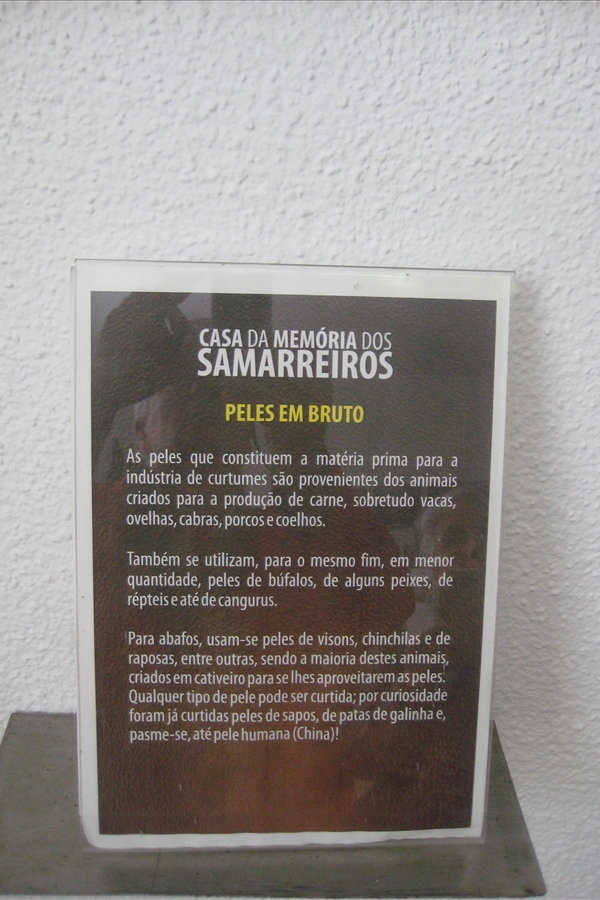 CASA DA MEMÓRIA DOS
SAMARREIROS
PELES EM BRUTO
As peles que constituem a matéria prima para a
indústria de curtumes são provenientes dos animais
criados para a produção de carne, sobretudo vacas,
ovelhas, cabras, porcos e coelhos.
Também se utilizam, para o mesmo fim, em menor
quantidade, peles de búfalos, de alguns peixes, de
répteis e até de cangurus.
Para abafos, usam-se peles de visons, chinchilas e de
raposas, entre outras, sendo a maioria destes animais,
criados em cativeiro para se lhes aproveitarem as peles.
Qualquer tipo de pele pode ser curtida; por curiosidade
foram já curtidas peles de sapos, de patas de galinha e,
pasme-se, até pele humana (China)!